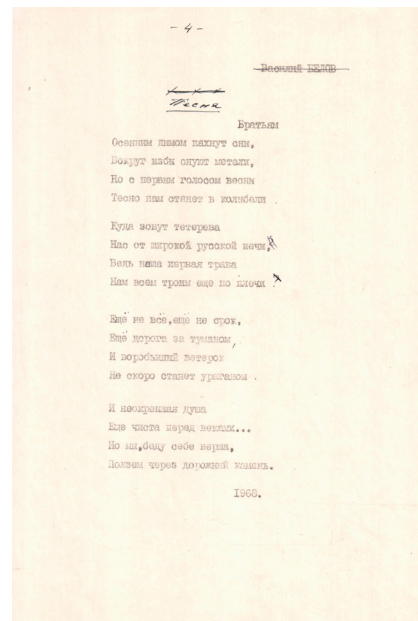 - 4 -
Василий БЕЛОВ
х х х
Песня
Братьям
Осенним дымом пахнут сны,
Вокруг избы снуют метели,
Но с первым голосом весны
Тесно нам станет в колыбели .
Куда зовут тетерева
Нас от широкой русской печи,
Ведь наша первая трава
Нам всем троим еще по плечи .
Ещё не всё, ещё не срок,
Ещё дорога за туманом,
И воробьиный ветерок
Не скоро станет ураганом .
И неокрепшая душа
Еще чиста перед веками...
Но мы, беду себе верша,
Ползем через дорожный камень.
1968.